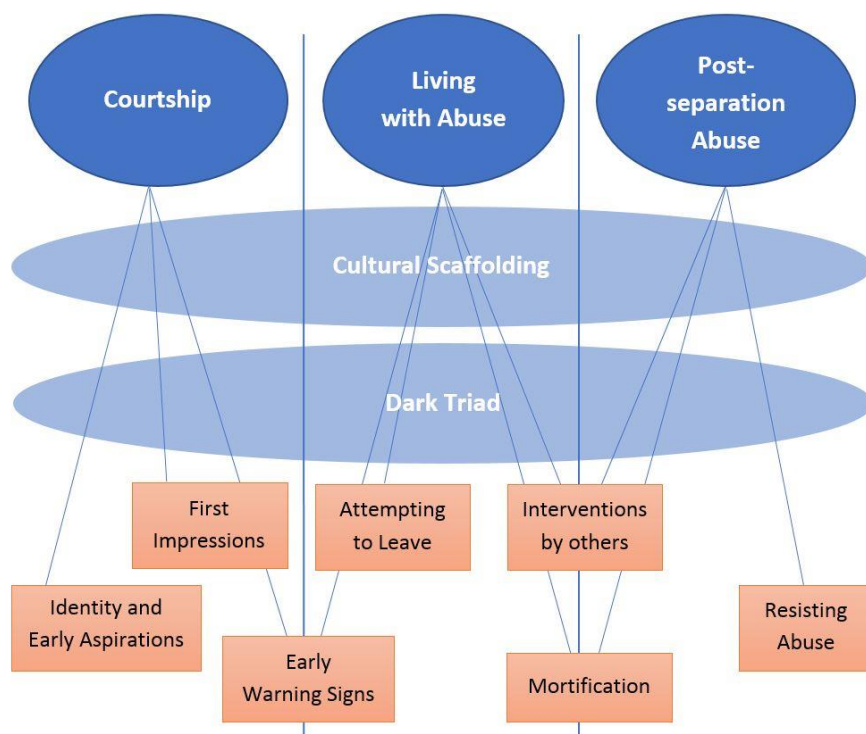 Courtship
Living
with Abuse
Post-
separation
Abuse
Cultural Scaffolding
Dark Triad
First
Impressions
Attempting
to Leave
Interventions
by others
Identity and
Early Aspirations
Resisting
Abuse
Early
Warning Signs
Mortification